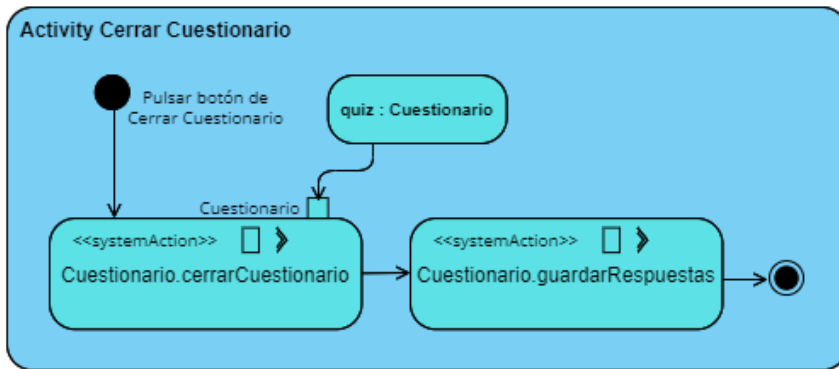 Activity Cerrar Cuestionario
Pulsar botón de
Cerrar Cuestionario
quiz : Cuestionario
Cuestionario
<<systemAction>>
Cuestionario.cerrarCuestionario
<<systemAction>>
Cuestionario.guardarRespuestas